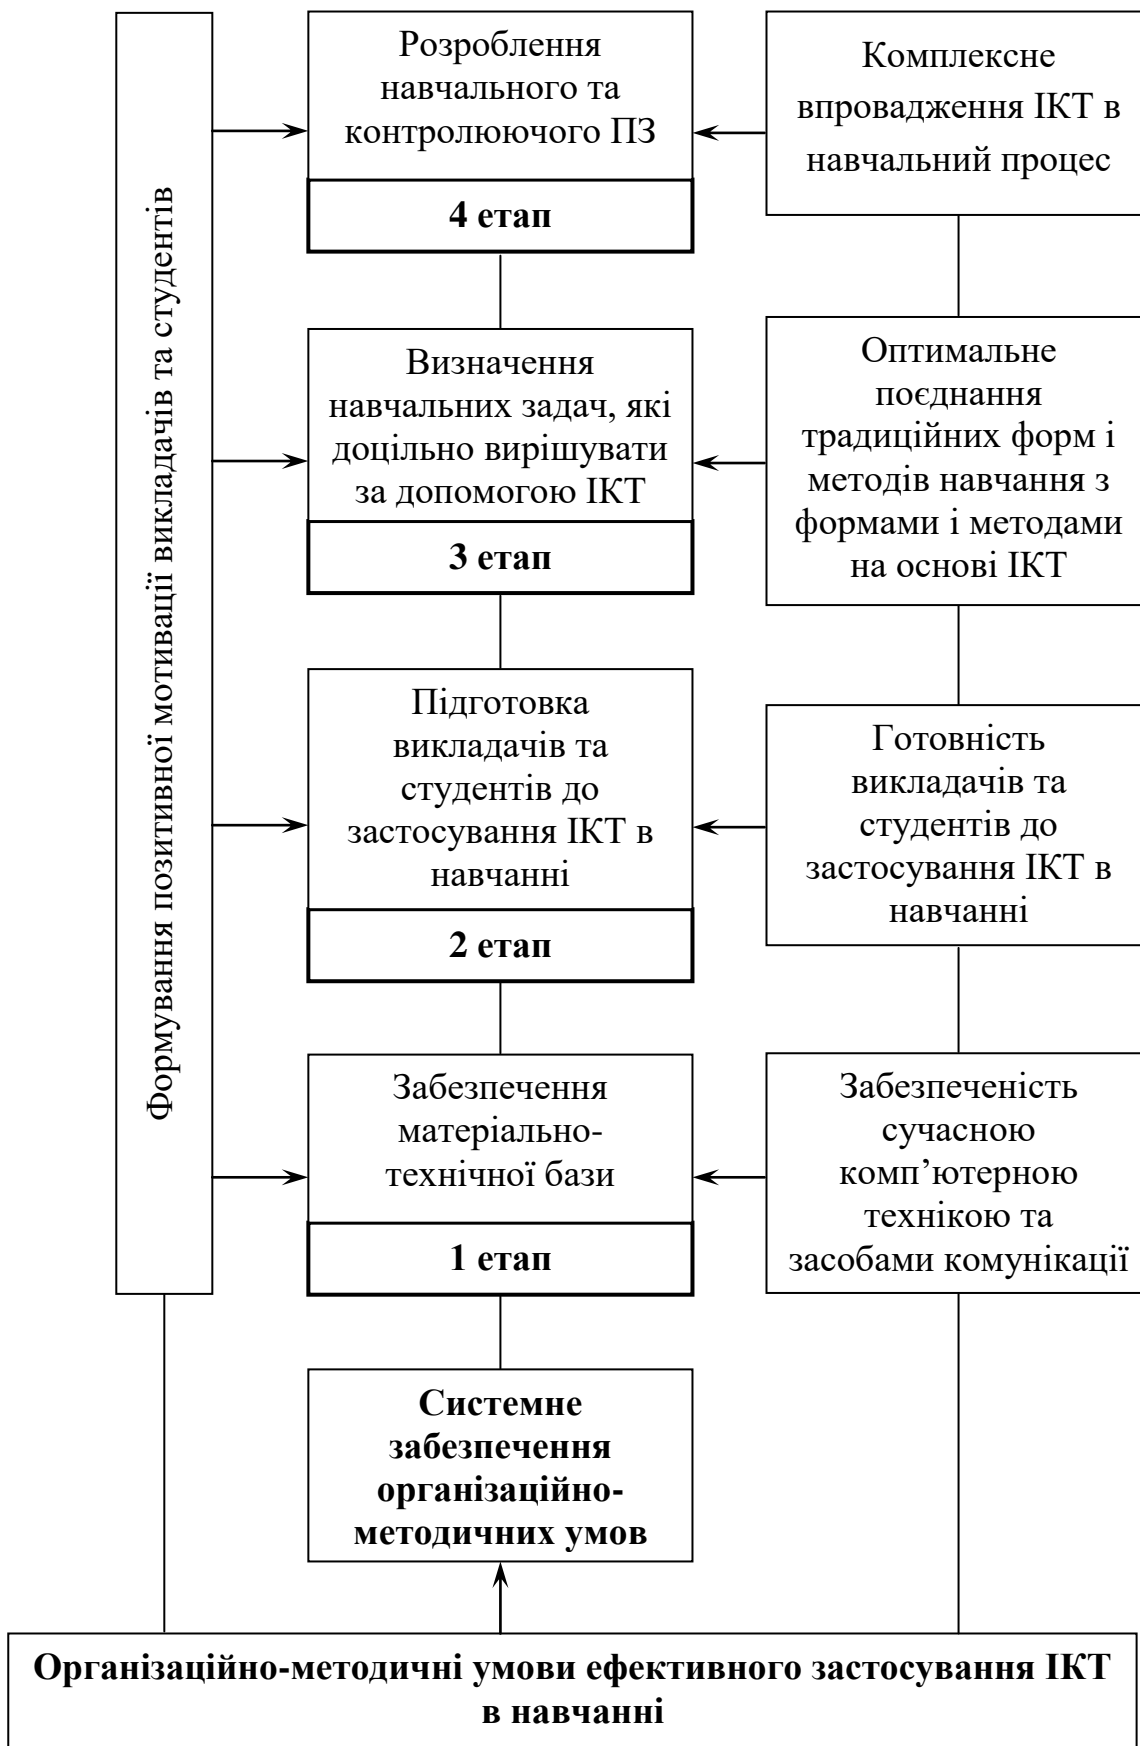 Формування позитивної мотивації викладачів та студентів
Розроблення
навчального та
контролюючого ПЗ
4 етап
Комплексне
впровадження ІКТ в
навчальний процес
Визначення
навчальних задач, які
доцільно вирішувати
за допомогою ІКТ
3 етап
Оптимальне
поєднання
традиційних форм і
методів навчання з
формами і методами
на основі ІКТ
Підготовка
викладачів та
студентів до
застосування ІКТ в
навчанні
2 етап
Готовність
викладачів та
студентів до
застосування ІКТ в
навчанні
Забезпечення
матеріально-
технічної бази
1 етап
Забезпеченість
сучасною
комп’ютерною
технікою та
засобами комунікації
Системне
забезпечення
організаційно-
методичних умов
Організаційно-методичні умови ефективного застосування ІКТ
в навчанні